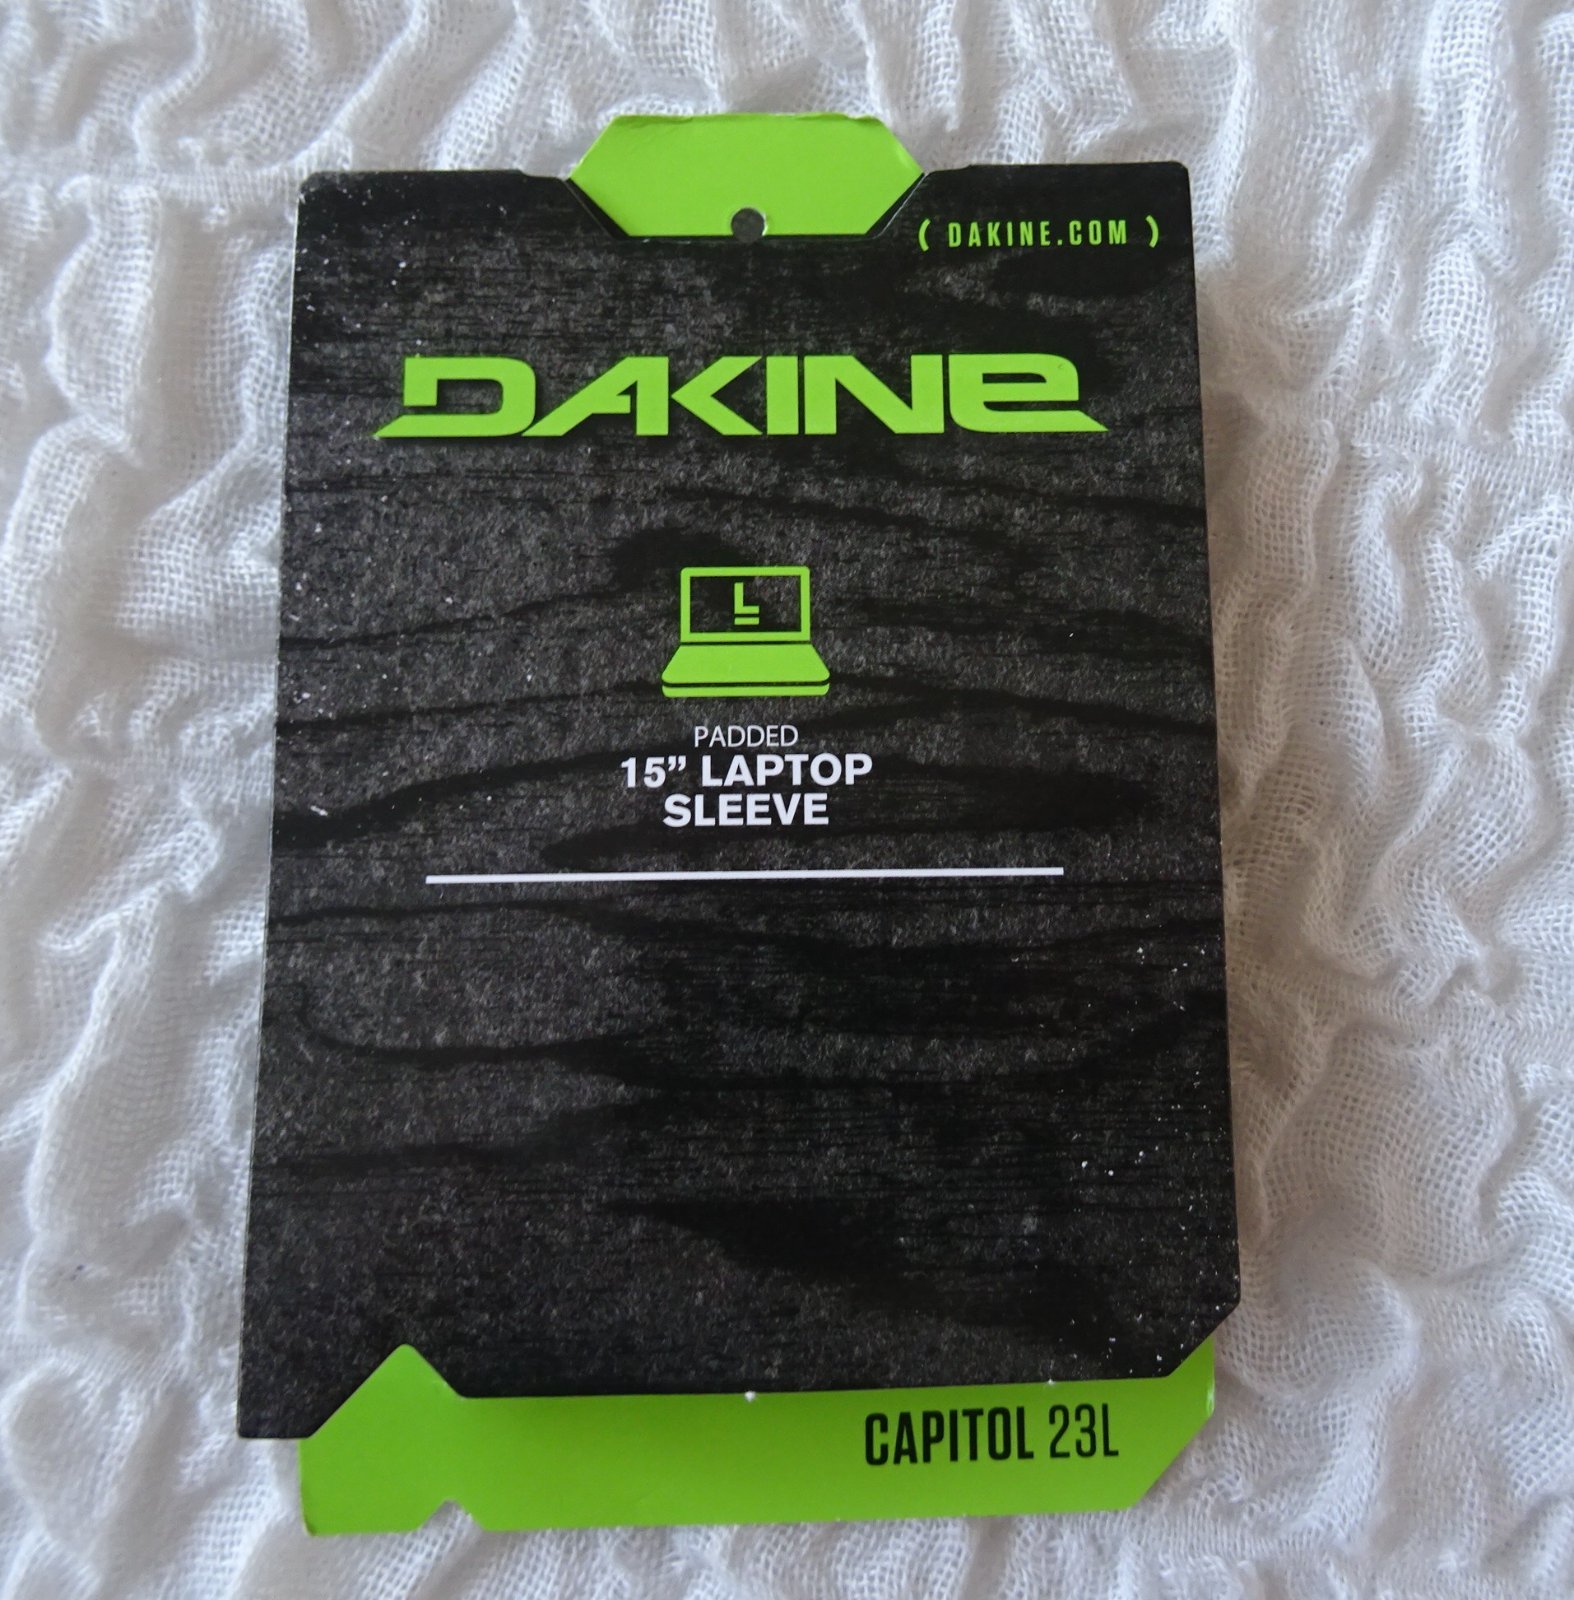 ( DAKINE.COM )
DAKINE
L
PADDED
15” LAPTOP
SLEEVE
CAPITOL 23L